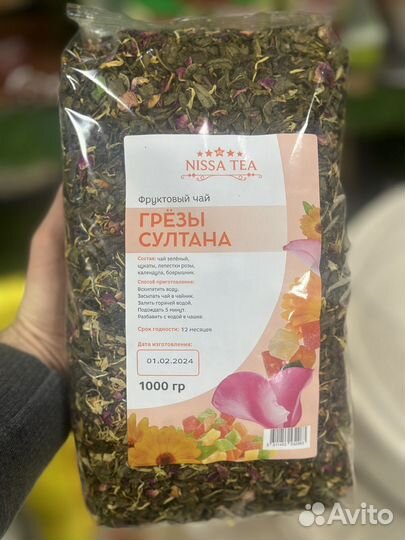 NISSA TEA
Фруктовый чай
ГРЁЗЫ
СУЛТАНА
Состав: чай зелёный,
цукаты, лепестки розы,
календула, боярышник.
Способ приготовления:
Вскипятить воду.
Засыпать чай в чайник.
Залить горячей водой.
Подождать 5 минут.
Разбавить с водой в чашке.
Срок годности: 12 месяцев
Дата изготовления:
01.02.2024
1000 гр
Avito